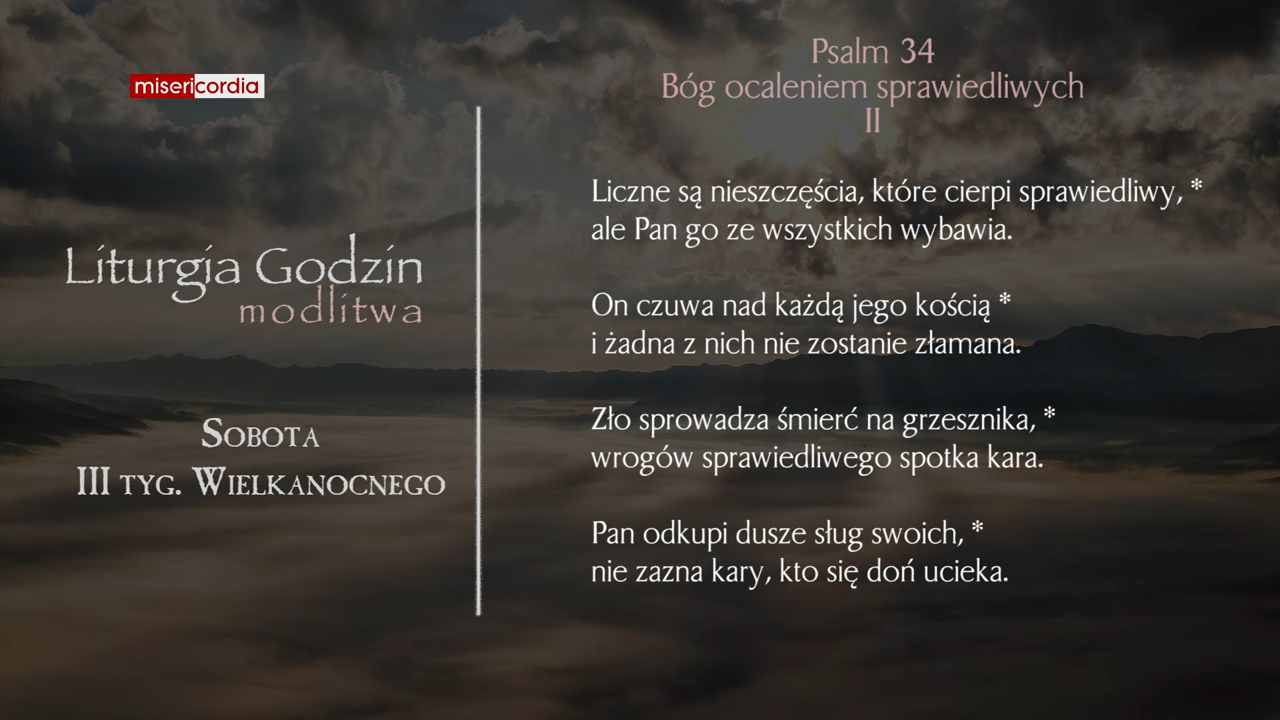 misericordia
Liturgia Godzin
modlitwa
Sobota
III tyg. Wielkanocnego
Psalm 34
Bóg ocaleniem sprawiedliwych
II
Liczne są nieszczęścia, które cierpi sprawiedliwy, *
ale Pan go ze wszystkich wybawia.
On czuwa nad każdą jego kością *
i żadna z nich nie zostanie złamana.
Zło sprowadza śmierć na grzesznika, *
wrogów sprawiedliwego spotka kara.
Pan odkupi dusze sług swoich, *
nie zazna kary, kto się doń ucieka.